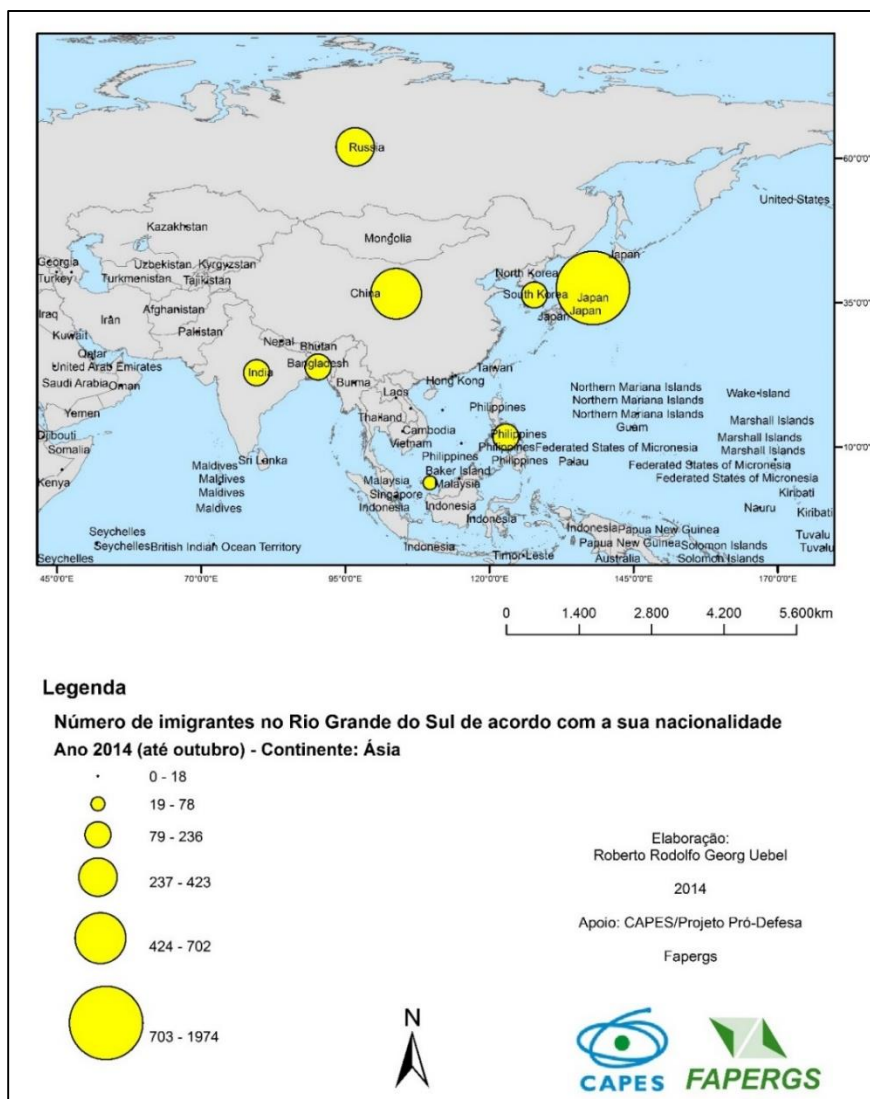 Russia
60°0'0"
United States
Kazakhstan
Mongolia
Japan
Georgia
Uzbekistan
Kyrgyzstan
North Korea
Turkey
Turkmenistan
Tajikistan
China
South Korea
Japan
35°0'0"
Iraq
Iran
Afghanistan
Japan
Japan
Kuwait
Pakistan
Nepal
Bhutan
Qatar
United Arab Emirates
India
Bangladesh
Taiwan
Saudi Arabia
Oman
Burma
Hong Kong
Northern Mariana Islands
Wake Island
Laos
Northern Mariana Islands
Yemen
Thailand
Philippines
Northern Mariana Islands
Marshall Islands
Djibouti
Cambodia
Philippines
Guam
Marshall Islands
Somalia
Vietnam
Philippines
Federated States of Micronesia
Marshall Islands
10°0'0"
Sri Lanka
Philippines
Philippines
Palau
Federated States of Micronesia
Maldives
Baker Island
Kenya
Maldives
Malaysia
Malaysia
Federated States of Micronesia
Maldives
Singapore
Kiribati
Maldives
Indonesia
Indonesia
Nauru
Kiribati
Seychelles
Indonesia
Indonesia
Papua New Guinea
Tuvalu
Seychelles
British Indian Ocean Territory
Indonesia
Papua New Guinea
Solomon Islands
Tuvalu
Seychelles
Timor-Leste
Australia
Solomon Islands
45°0'0"E
70°0'0"E
95°0'0"E
120°0'0"E
145°0'0"E
170°0'0"E
0 1.400 2.800 4.200 5.600km
Legenda
Número de imigrantes no Rio Grande do Sul de acordo com a sua nacionalidade
Ano 2014 (até outubro) - Continente: Ásia
0 - 18
19 - 78
79 - 236
237 - 423
424 - 702
703 - 1974
Elaboração:
Roberto Rodolfo Georg Uebel
2014
Apoio: CAPES/Projeto Pró-Defesa
Fapergs
N
CAPES
FAPERGS